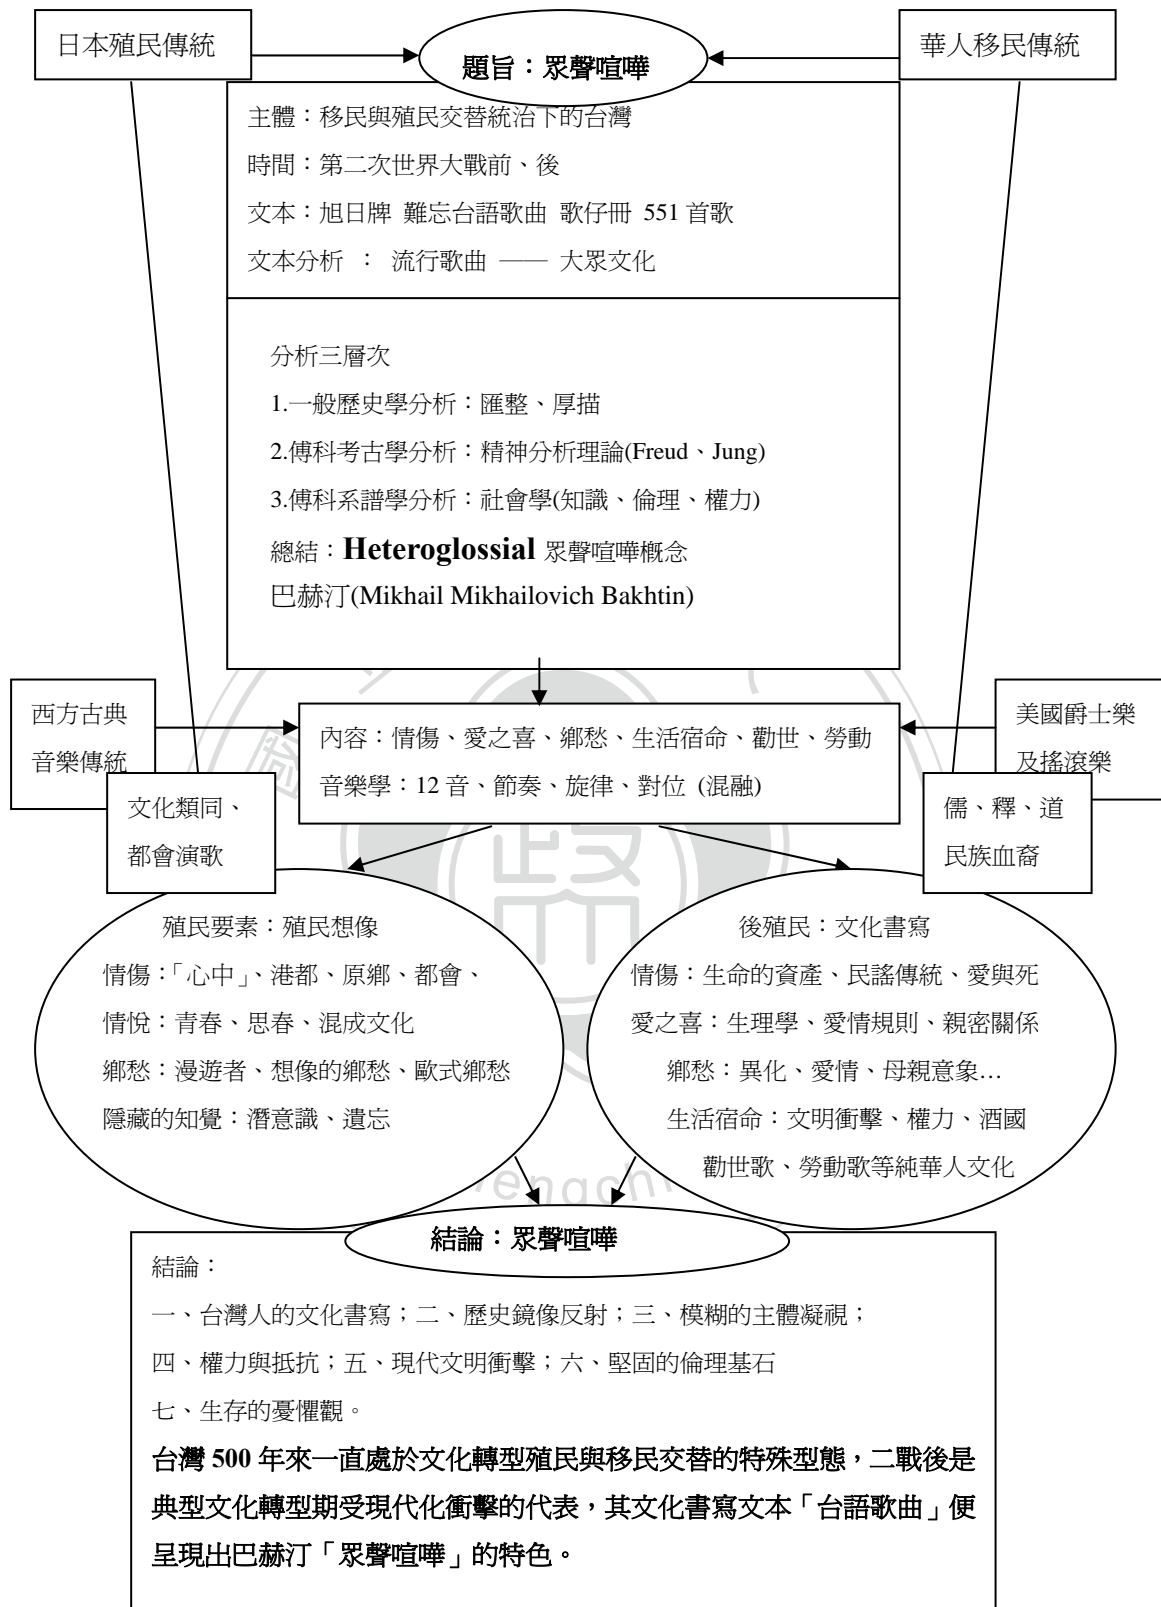 日本殖民傳統
題旨：眾聲喧嘩
華人移民傳統
主體：移民與殖民交替統治下的台灣
時間：第二次世界大戰前、後
文本：旭日牌 難忘台語歌曲 歌仔冊 551 首歌
文本分析 ： 流行歌曲 —— 大眾文化
分析三層次
1.一般歷史學分析：匯整、厚描
2.傅科考古學分析：精神分析理論(Freud、Jung)
3.傅科系譜學分析：社會學(知識、倫理、權力)
總結：Heteroglossial 眾聲喧嘩概念
巴赫汀(Mikhail Mikhailovich Bakhtin)
西方古典
音樂傳統
內容：情傷、愛之喜、鄉愁、生活宿命、勸世、勞動
音樂學：12 音、節奏、旋律、對位 (混融)
美國爵士樂
及搖滾樂
文化類同、
都會演歌
儒、釋、道
民族血裔
殖民要素：殖民想像
情傷：「心中」、港都、原鄉、都會、
情悅：青春、思春、混成文化
鄉愁：漫遊者、想像的鄉愁、歐式鄉愁
隱藏的知覺：潛意識、遺忘
後殖民：文化書寫
情傷：生命的資產、民謠傳統、愛與死
愛之喜：生理學、愛情規則、親密關係
鄉愁：異化、愛情、母親意象…
生活宿命：文明衝擊、權力、酒國
勸世歌、勞動歌等純華人文化
結論：眾聲喧嘩
結論：
一、台灣人的文化書寫；二、歷史鏡像反射；三、模糊的主體凝視；
四、權力與抵抗；五、現代文明衝擊；六、堅固的倫理基石
七、生存的憂懼觀。
台灣 500 年來一直處於文化轉型殖民與移民交替的特殊型態，二戰後是
典型文化轉型期受現代化衝擊的代表，其文化書寫文本「台語歌曲」便
呈現出巴赫汀「眾聲喧嘩」的特色。